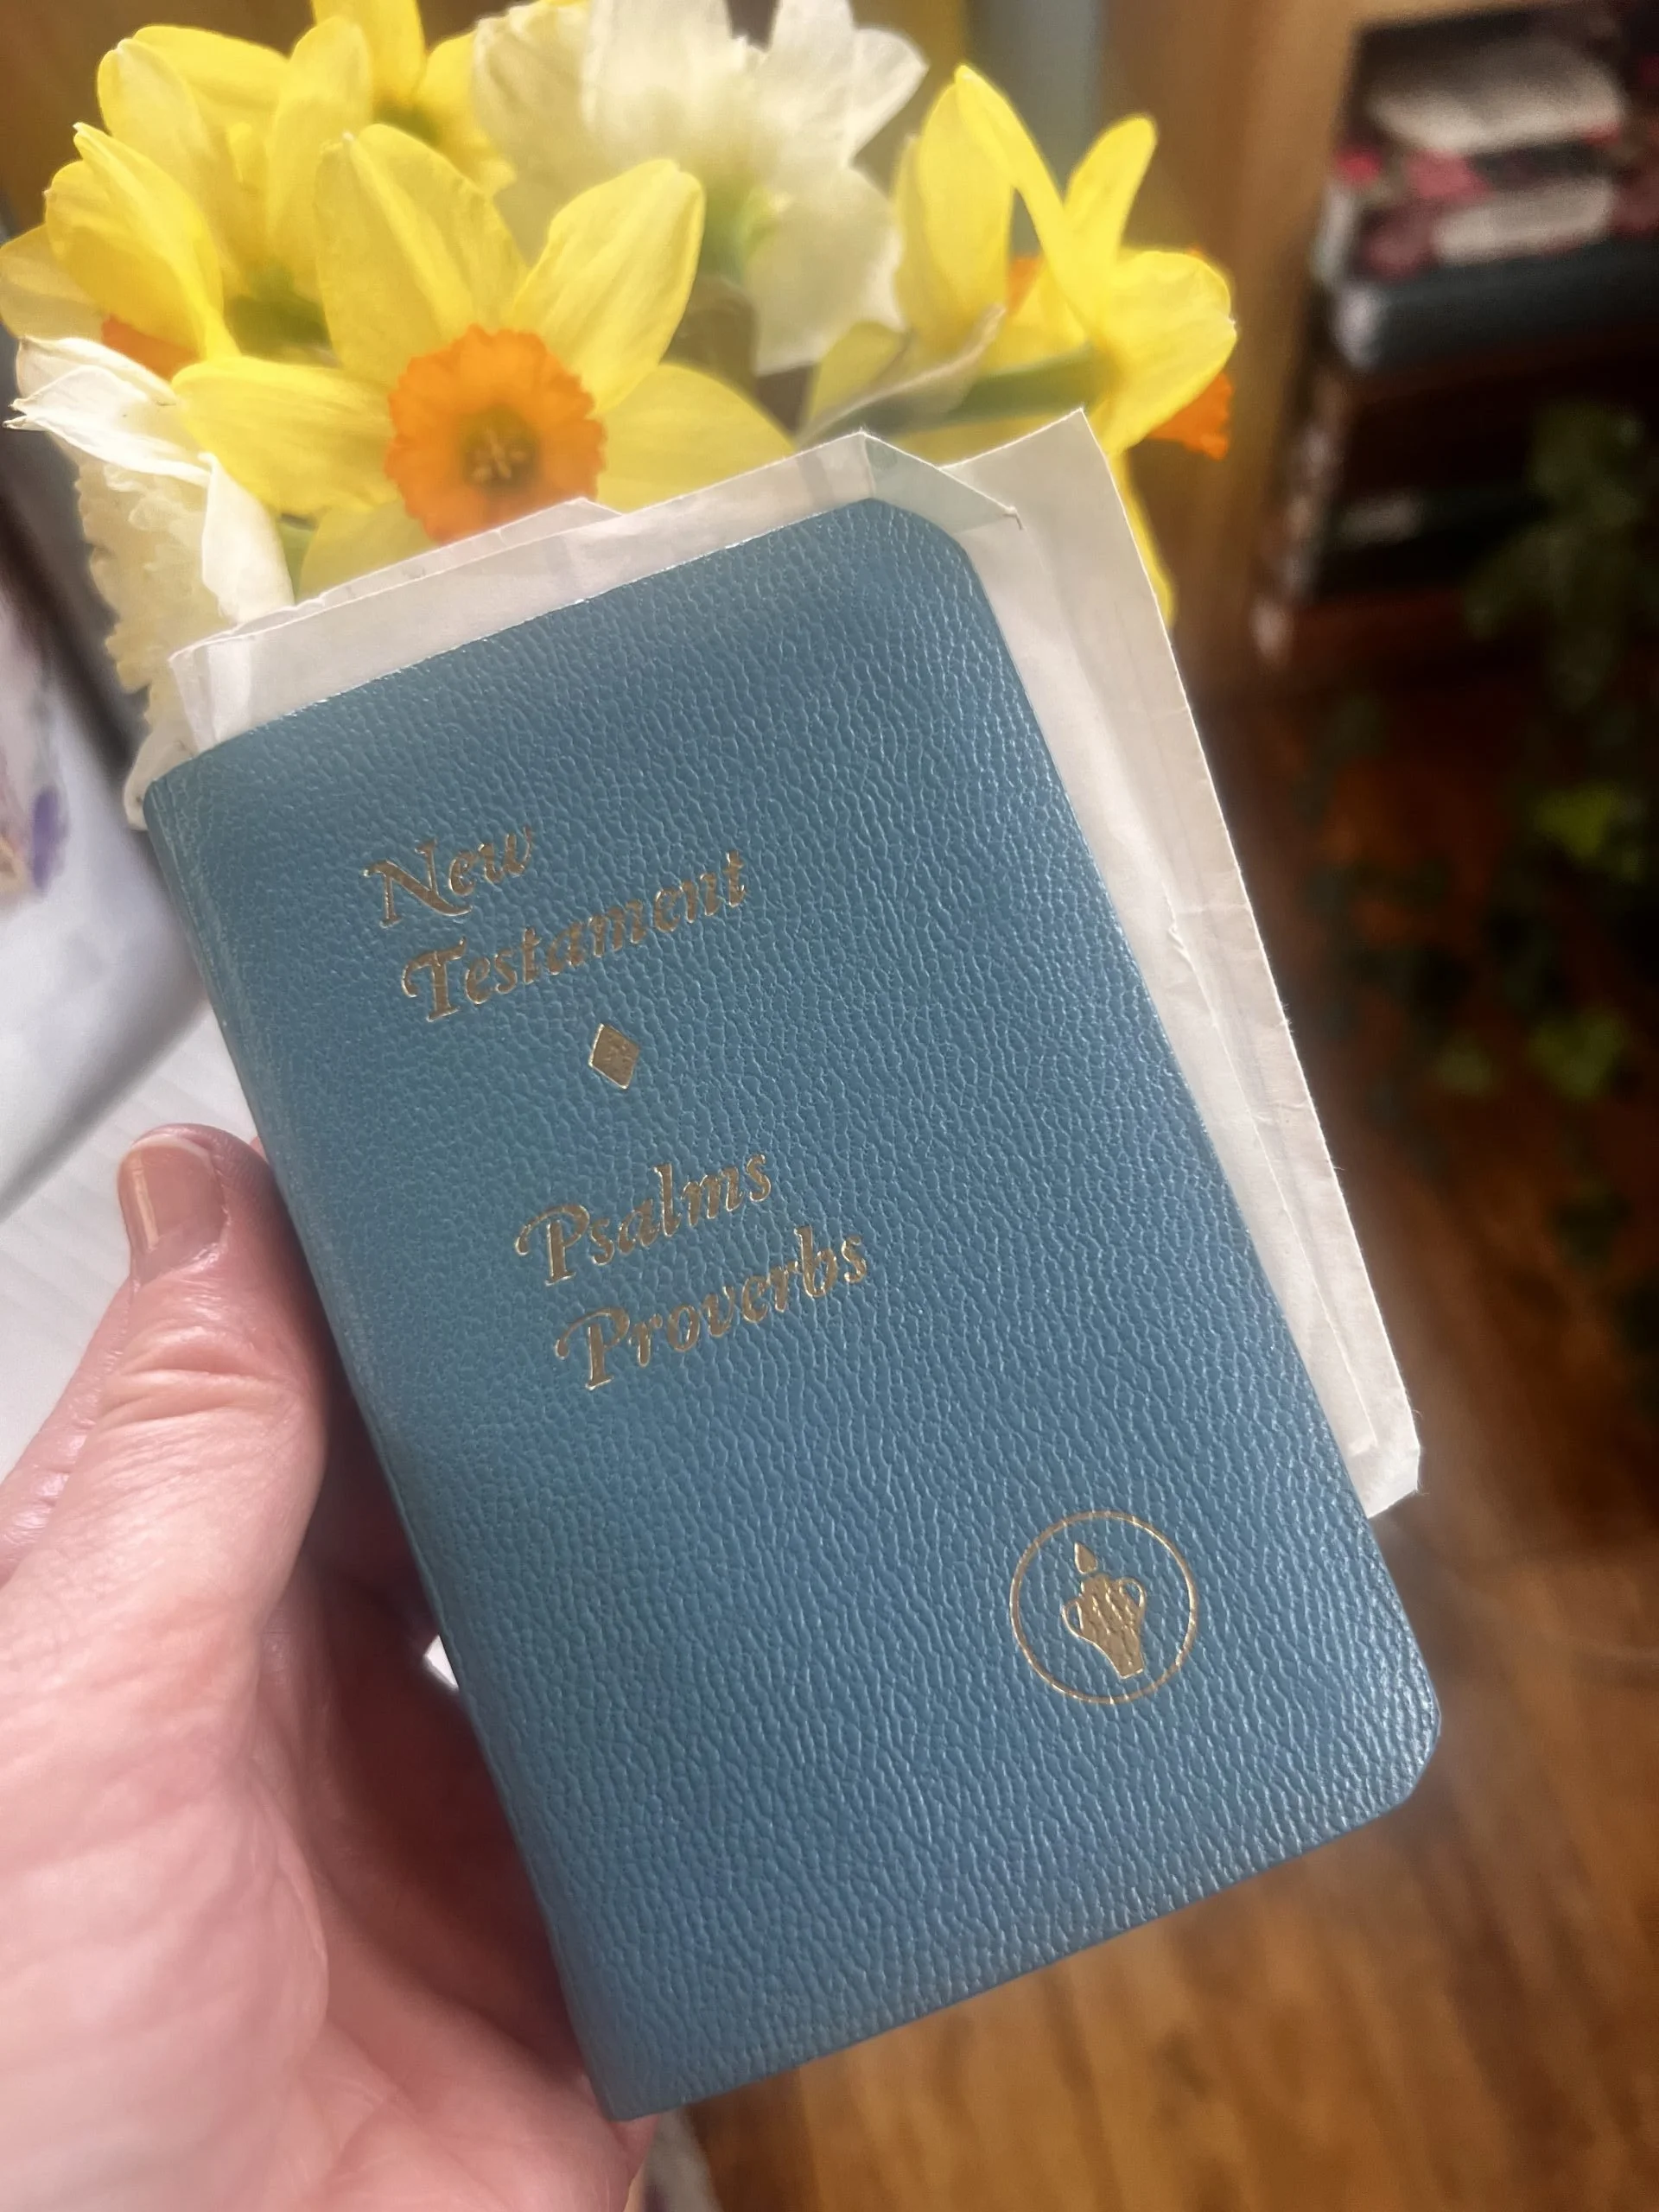 New
Testament
Psalms
Proverbs